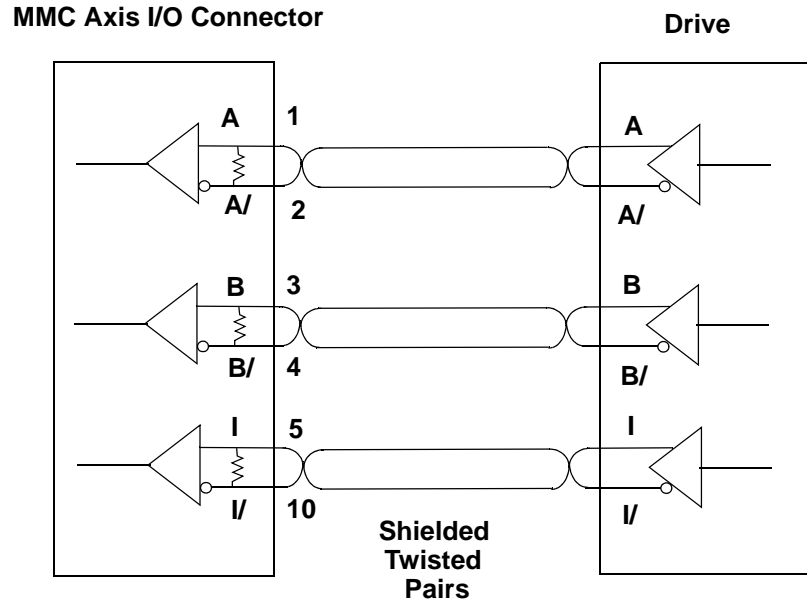 MMC Axis I/O Connector
Drive
A
1
A
A/
2
A/
B
3
B
B/
4
B/
I
5
I
I/
10
I/
Shielded
Twisted
Pairs